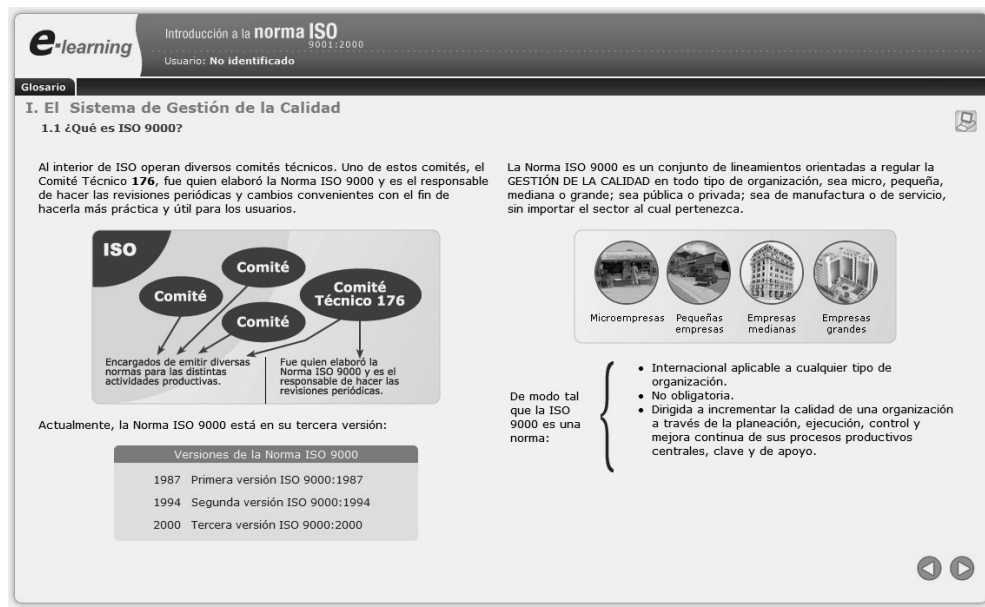 e-learning
Introducción a la norma ISO
9001:2000
Usuario: No identificado
Glosario
I. El Sistema de Gestión de la Calidad
1.1 ¿Qué es ISO 9000?
Al interior de ISO operan diversos comités técnicos. Uno de estos comités, el
Comité Técnico 176, fue quien elaboró la Norma ISO 9000 y es el responsable
de hacer las revisiones periódicas y cambios convenientes con el fin de
hacerla más práctica y útil para los usuarios.
ISO
Comité
Comité
Comité
Técnico 176
Comité
Encargados de emitir diversas
normas para las distintas
actividades productivas.
Fue quien elaboró la
Norma ISO 9000 y es el
responsable de hacer las
revisiones periódicas.
Actualmente, la Norma ISO 9000 está en su tercera versión:
Versiones de la Norma ISO 9000
1987 Primera versión ISO 9000:1987
1994 Segunda versión ISO 9000:1994
2000 Tercera versión ISO 9000:2000
La Norma ISO 9000 es un conjunto de lineamientos orientadas a regular la
GESTIÓN DE LA CALIDAD en todo tipo de organización, sea micro, pequeña,
mediana o grande; sea pública o privada; sea de manufactura o de servicio,
sin importar el sector al cual pertenezca.
Microempresas
Pequeñas
empresas
Empresas
medianas
Empresas
grandes
De modo tal
que la ISO
9000 es una
norma:
• Internacional aplicable a cualquier tipo de
organización.
• No obligatoria.
• Dirigida a incrementar la calidad de una organización
a través de la planeación, ejecución, control y
mejora continua de sus procesos productivos
centrales, clave y de apoyo.